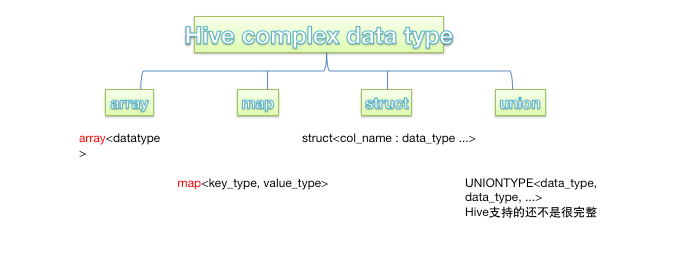 Hive complex data type
array
map
struct
union
array<datatype
>
struct<col_name : data_type ...>
map<key_type, value_type>
UNIONTYPE<data_type,
data_type, ...>
Hive支持的还不是很完整